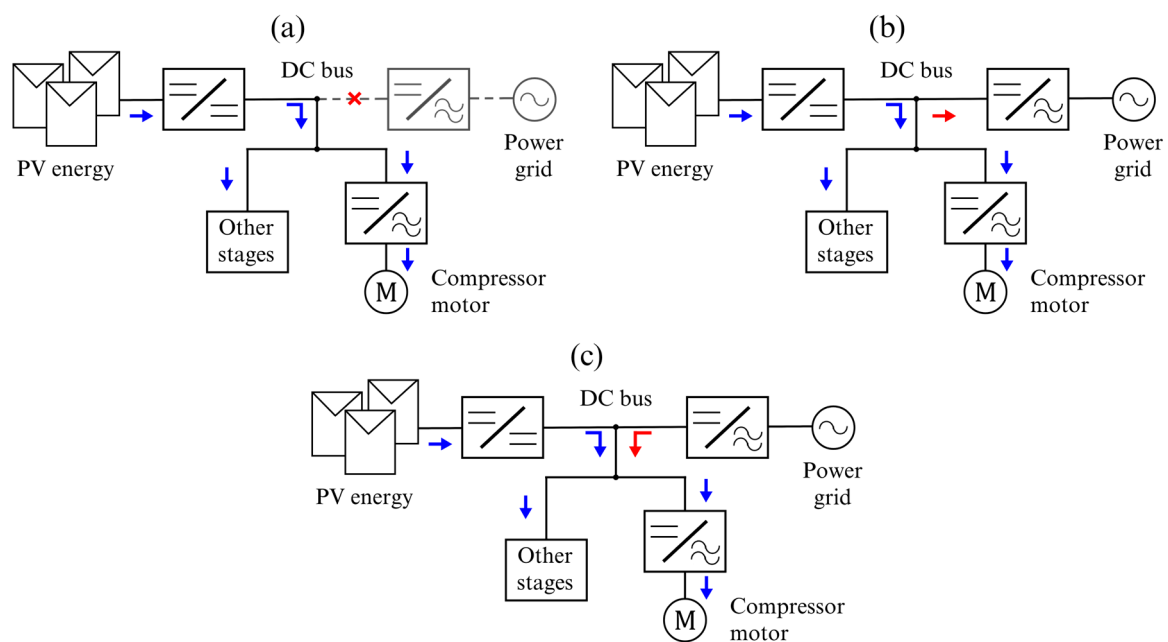 (a)
DC bus
PV energy
Power
grid
Other
stages
M
Compressor
motor
(b)
DC bus
PV energy
Power
grid
Other
stages
M
Compressor
motor
(c)
DC bus
PV energy
Power
grid
Other
stages
M
Compressor
motor